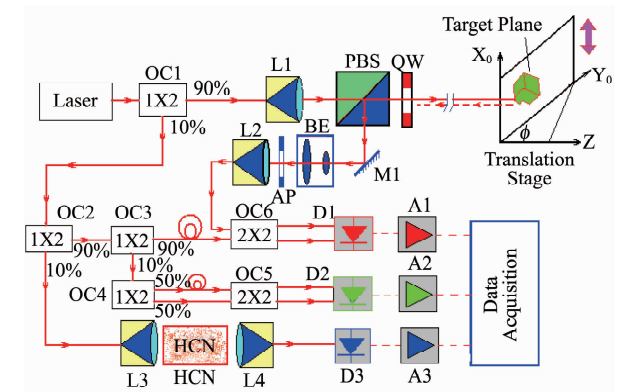 Target Plane
L1
PBS
QW
X0
OC1
90%
Laser
1X2
Y0
10%
L2
BE
ϕ
Z
M1
Translation
Stage
AP
OC2
OC3
OC6
D1
A1
1X2
1X2
2X2
90%
90%
10%
10%
50%
OC5
D2
A2
OC4
1X2
2X2
50%
Data
Acquisition
HCN
L3
HCN
L4
D3
A3